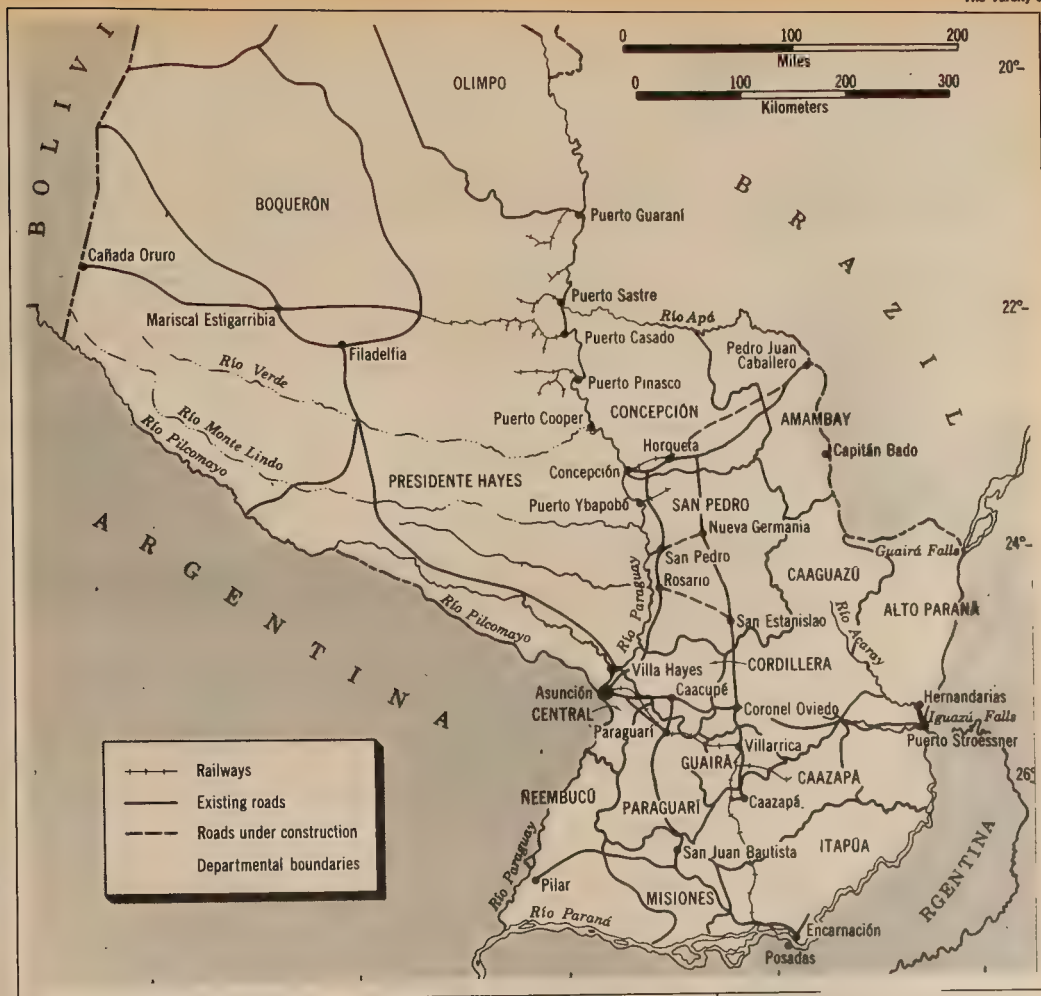 0 100 200
Miles
0 100 200 300
Kilometers
20°
BOLIVI
OLIMPO
BRAZIL
BOQUERÓN
Puerto Guaraní
Cañada Oruro
Mariscal Estigarribia
Puerto Sastre
Río Apá
22°
Puerto Casado
Filadelfia
Pedro Juan
Caballero
Río Verde
Puerto Pinasco
CONCEPCIÓN
AMAMBAY
Puerto Cooper
Río Monte Lindo
Río Pilcomayo
Horqueta
Capitán Bado
Concepción
PRESIDENTE HAYES
Puerto Ybapobó
SAN PEDRO
ARGENTINA
Nueva Germania
Guairá Falls
24°
San Pedro
CAAGUAZÚ
Río Paraguay
Rosario
ALTO PARANÁ
Río Pilcomayo
San Estanislao
Río Acaray
Villa Hayes
CORDILLERA
Asunción
Caacupé
Hernandarias
CENTRAL
Coronel Oviedo
Iguazú Falls
Paraguarí
Puerto Stroessner
Villarrica
GUAIRÁ
CAAZAPA
26°
Railways
Existing roads
Roads under construction
Departmental boundaries
ÑEEMBUCÚ
PARAGUARÍ
Caazapá
ITAPÚA
San Juan Bautista
RGENTINA
Río Paraguay
Pilar
MISIONES
Río Paraná
Encarnación
Posadas